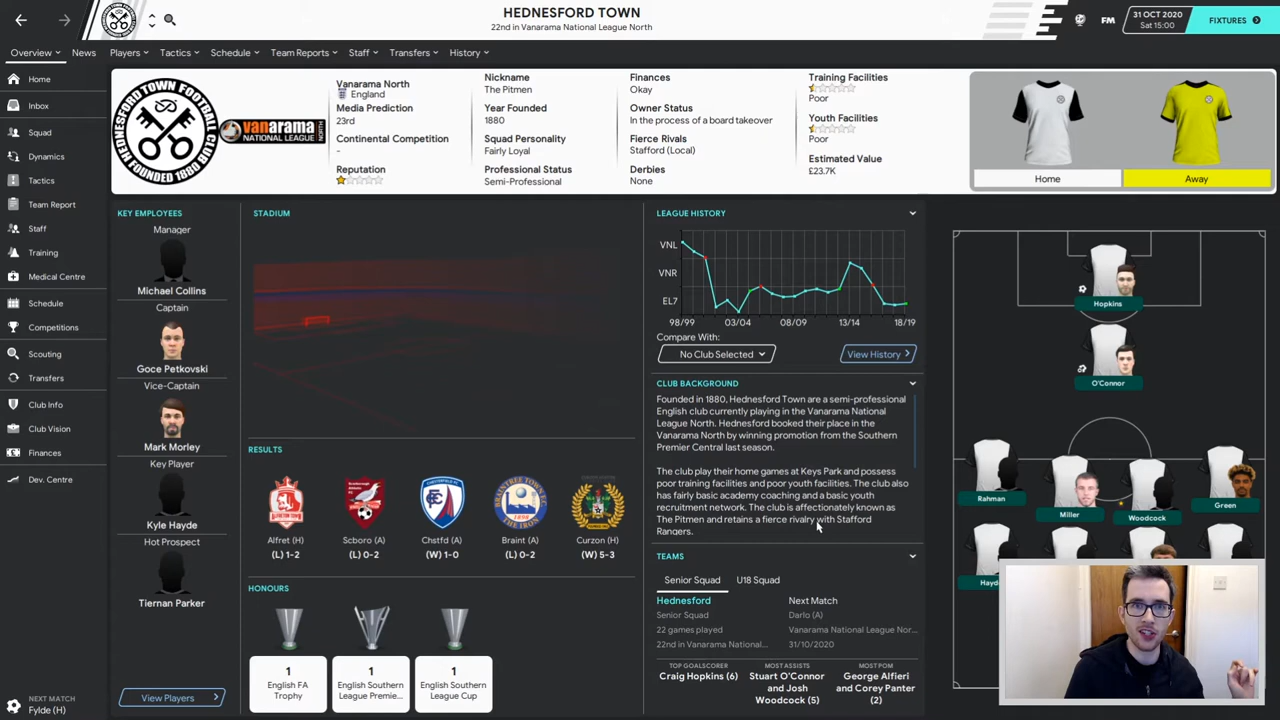 HEDNESFORD TOWN
22nd in Vanarama National League North
FM
31 OCT 2020
Sat 15:00
FIXTURES
Overview
News
Players
Tactics
Schedule
Team Reports
Staff
Transfers
History
Home
Inbox
Squad
Dynamics
Tactics
Team Report
Staff
Training
Medical Centre
Schedule
Competitions
Scouting
Transfers
Club Info
Club Vision
Finances
Dev. Centre
NEXT MATCH
Fylde (H)
HEDNESFORD TOWN FOOTBALL CLUB
FOUNDED 1880
vanarama
NATIONAL LEAGUE
NORTH
Vanarama North
England
Media Prediction
23rd
Continental Competition
-
Reputation
Nickname
The Pitmen
Year Founded
1880
Squad Personality
Fairly Loyal
Professional Status
Semi-Professional
Finances
Okay
Owner Status
In the process of a board takeover
Fierce Rivals
Stafford (Local)
Derbies
None
Training Facilities
Poor
Youth Facilities
Poor
Estimated Value
£23.7K
Home
Away
KEY EMPLOYEES
Manager
Michael Collins
Captain
Goce Petkovski
Vice-Captain
Mark Morley
Key Player
Kyle Hayde
Hot Prospect
Tiernan Parker
View Players
STADIUM
RESULTS
Alfret (H)
(L) 1-2
Scboro (A)
(L) 0-2
Chstfd (A)
(W) 1-0
Braint (A)
(L) 0-2
Curzon (H)
(W) 5-3
HONOURS
1
English FA
Trophy
1
English Southern
League Premie...
1
English Southern
League Cup
LEAGUE HISTORY
VNL
VNR
EL7
98/99
03/04
08/09
13/14
18/19
Compare With:
No Club Selected
View History
CLUB BACKGROUND
Founded in 1880, Hednesford Town are a semi-professional
English club currently playing in the Vanarama National
League North. Hednesford booked their place in the
Vanarama North by winning promotion from the Southern
Premier Central last season.
The club play their home games at Keys Park and possess
poor training facilities and poor youth facilities. The club also
has fairly basic academy coaching and a basic youth
recruitment network. The club is affectionately known as
The Pitmen and retains a fierce rivalry with Stafford
Rangers.
TEAMS
Senior Squad
U18 Squad
Hednesford
Senior Squad
22 games played
22nd in Vanarama National...
Next Match
Darlo (A)
Vanarama National League Nor...
31/10/2020
TOP GOALSCORER
Craig Hopkins (6)
MOST ASSISTS
Stuart O'Connor
and Josh
Woodcock (5)
MOST POM
George Alfieri
and Corey Panter
(2)
Hopkins
O'Connor
Rahman
Miller
Woodcock
Green